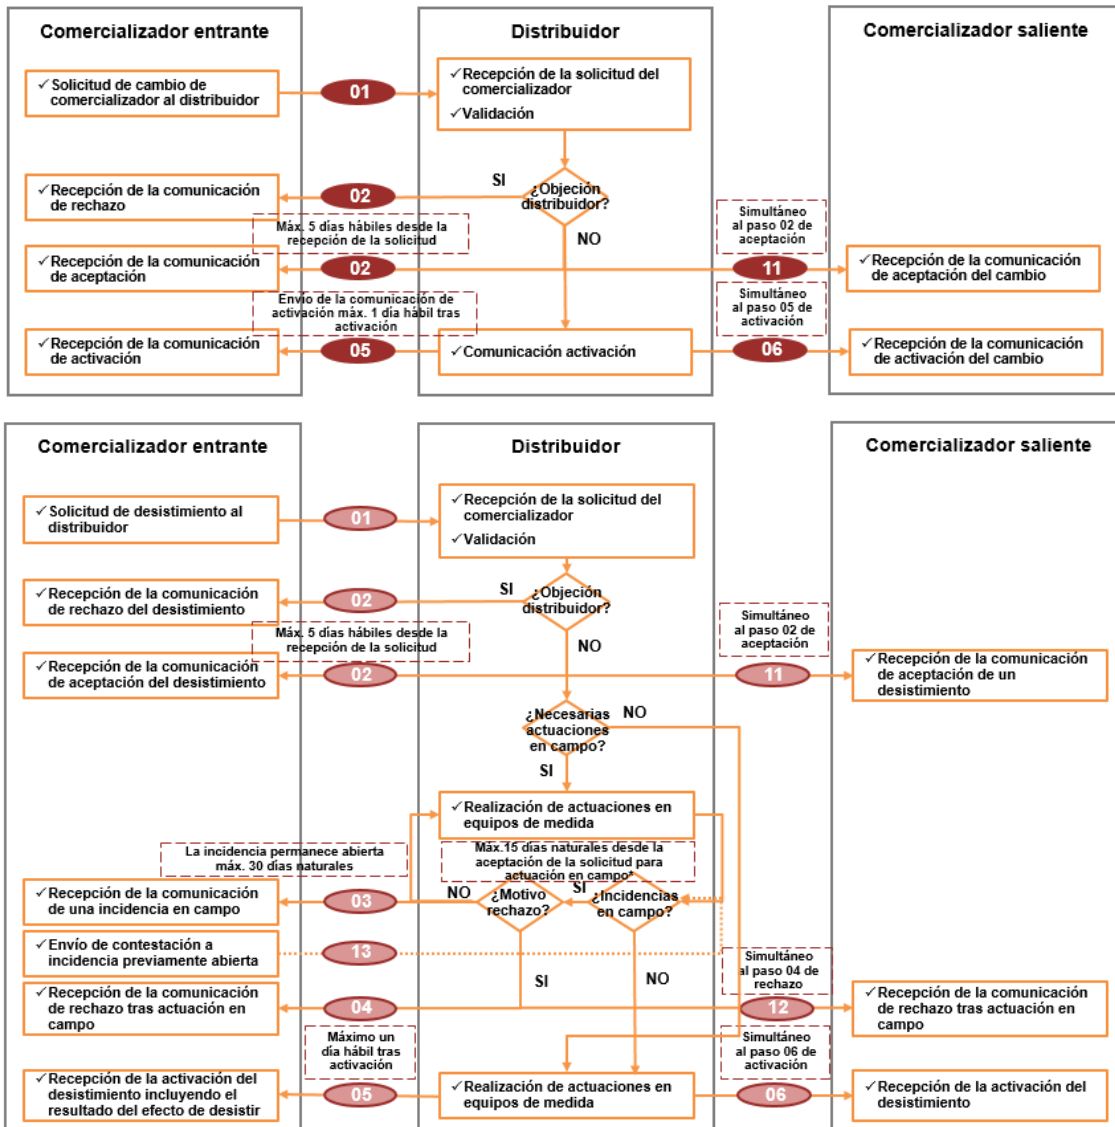 Comercializador entrante
Distribuidor
Comercializador saliente
✓Solicitud de cambio de
comercializador al distribuidor
01
✓Recepción de la solicitud del
comercializador
✓Validación
✓Recepción de la comunicación
de rechazo
02
SI
¿Objeción
distribuidor?
Máx. 5 días hábiles desde la
recepción de la solicitud
NO
Simultáneo
al paso 02 de
aceptación
✓Recepción de la comunicación
de aceptación
02
11
✓Recepción de la comunicación
de aceptación del cambio
Envío de la comunicación de
activación máx. 1 día hábil tras
activación
Simultáneo
al paso 05 de
activación
✓Recepción de la comunicación
de activación
05
✓Comunicación activación
06
✓Recepción de la comunicación
de activación del cambio
Comercializador entrante
Distribuidor
Comercializador saliente
✓Solicitud de desistimiento al
distribuidor
01
✓Recepción de la solicitud del
comercializador
✓Validación
✓Recepción de la comunicación
de rechazo del desistimiento
02
SI
¿Objeción
distribuidor?
Máx. 5 días hábiles desde la
recepción de la solicitud
NO
Simultáneo
al paso 02 de
aceptación
✓Recepción de la comunicación
de aceptación del desistimiento
02
11
✓Recepción de la comunicación
de aceptación de un
desistimiento
¿Necesarias
actuaciones
en campo?
NO
SI
✓Realización de actuaciones en
equipos de medida
La incidencia permanece abierta
máx. 30 días naturales
Máx.15 días naturales desde la
aceptación de la solicitud para
actuación en campo*
✓Recepción de la comunicación
de una incidencia en campo
03
NO
¿Motivo
rechazo?
SI
¿Incidencias
en campo?
✓Envío de contestación a
incidencia previamente abierta
13
SI
NO
Simultáneo
al paso 04 de
rechazo
✓Recepción de la comunicación
de rechazo tras actuación en
campo
04
12
✓Recepción de la comunicación
de rechazo tras actuación en
campo
Máximo un
día hábil tras
activación
Simultáneo
al paso 06 de
activación
✓Recepción de la activación del
desistimiento incluyendo el
resultado del efecto de desistir
05
✓Realización de actuaciones en
equipos de medida
06
✓Recepción de la activación del
desistimiento